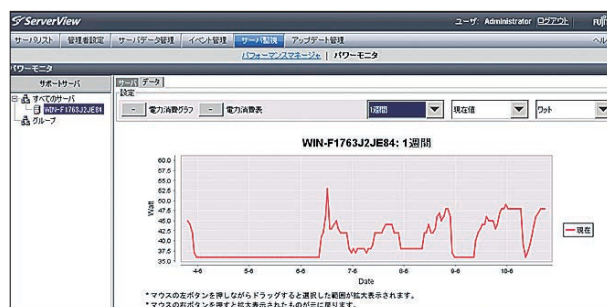 ServerView
ユーザ: Administrator ログアウト
サーバリスト 管理者設定 サーバデータ管理 イベント管理 サーバ監視 アップデート管理
パフォーマンスマネージャ | パワーモニタ
パワーモニタ
サポートサーバ
すべてのサーバ
WIN-F1763J2JE84
グループ
サーバ データ
設定
- 電力消費グラフ - 電力消費表 1週間 現在値 ワット
WIN-F1763J2JE84: 1週間
60.0
57.5
55.0
52.5
50.0
47.5
45.0
42.5
40.0
37.5
35.0
Watt
4-6 5-6 6-6 7-6 8-6 9-6 10-6
Date
現在
*マウスの左ボタンを押しながらドラッグすると選択した範囲が拡大表示されます。
*マウスの右ボタンを押すと拡大表示されたものが元に戻ります。